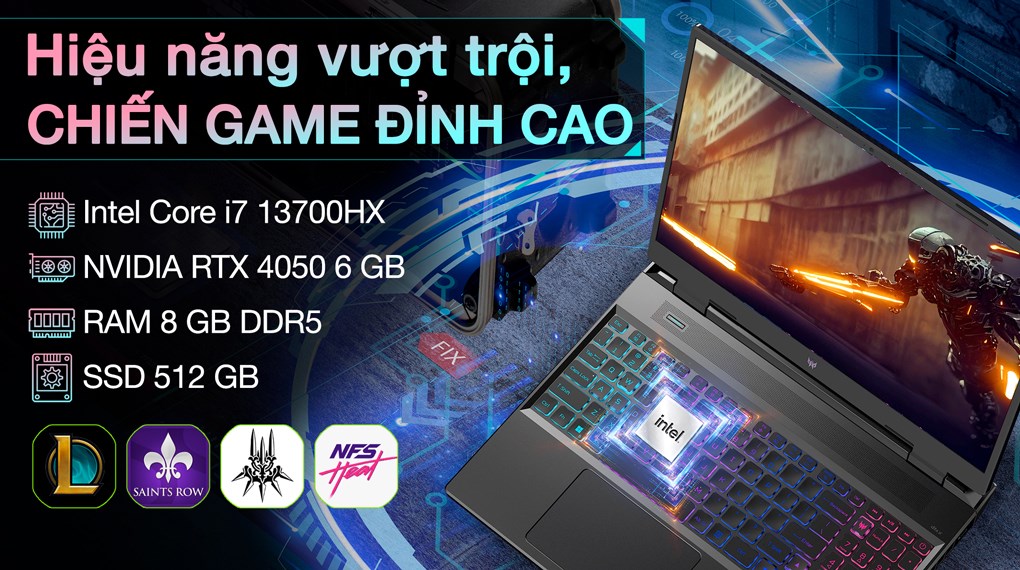 Hiệu năng vượt trội,
CHIẾN GAME ĐỈNH CAO
Intel Core i7 13700HX
NVIDIA RTX 4050 6 GB
RAM 8 GB DDR5
SSD 512 GB
FIX
intel
L
SAINTS ROW
NFS
Heat